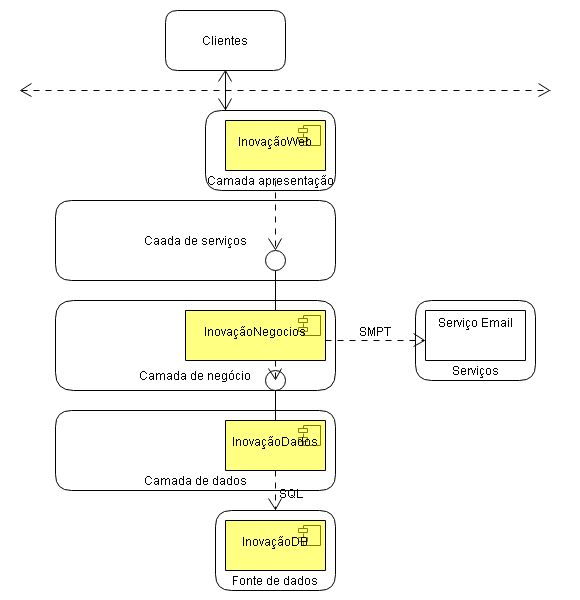 Clientes
InovaçãoWeb
Camada apresentação
Caada de serviços
InovaçãoNegocios
SMPT
Serviço Email
Camada de negócio
Serviços
InovaçãoDados
Camada de dados
SQL
InovaçãoDB
Fonte de dados